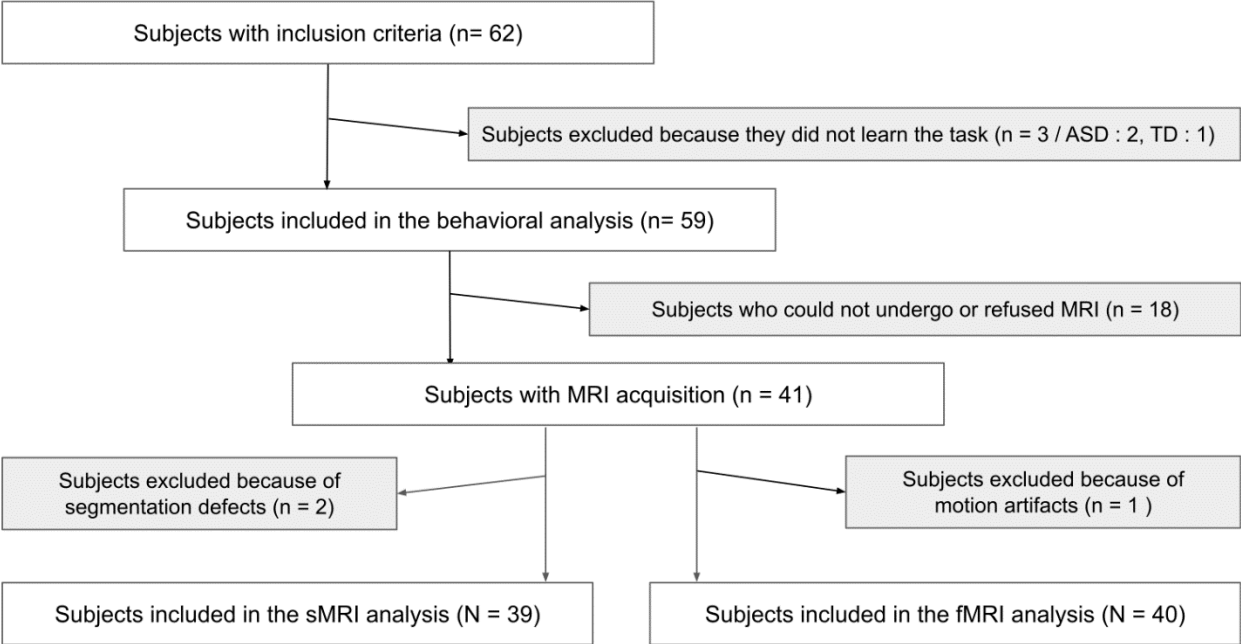 Subjects with inclusion criteria (n= 62)
Subjects excluded because they did not learn the task (n = 3 / ASD : 2, TD : 1)
Subjects included in the behavioral analysis (n= 59)
Subjects who could not undergo or refused MRI (n = 18)
Subjects with MRI acquisition (n = 41)
Subjects excluded because of
segmentation defects (n = 2)
Subjects excluded because of
motion artifacts (n = 1 )
Subjects included in the sMRI analysis (N = 39)
Subjects included in the fMRI analysis (N = 40)